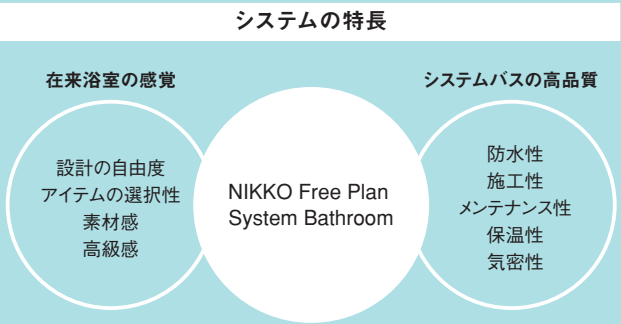 システムの特長
在来浴室の感覚
設計の自由度
アイテムの選択性
素材感
高級感
NIKKO Free Plan
System Bathroom
システムバスの高品質
防水性
施工性
メンテナンス性
保温性
気密性